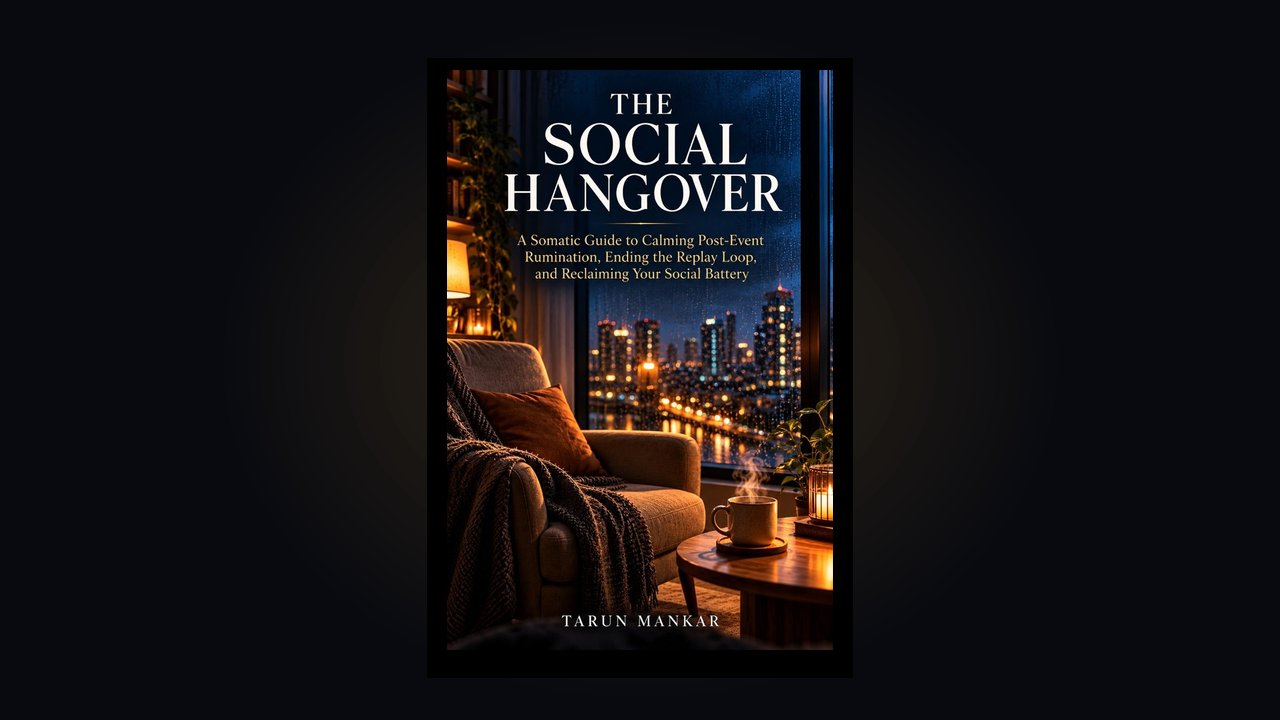 THE
SOCIAL
HANGOVER
A Somatic Guide to Calming Post-Event
Rumination, Ending the Replay Loop,
and Reclaiming Your Social Battery
TARUN MANKAR